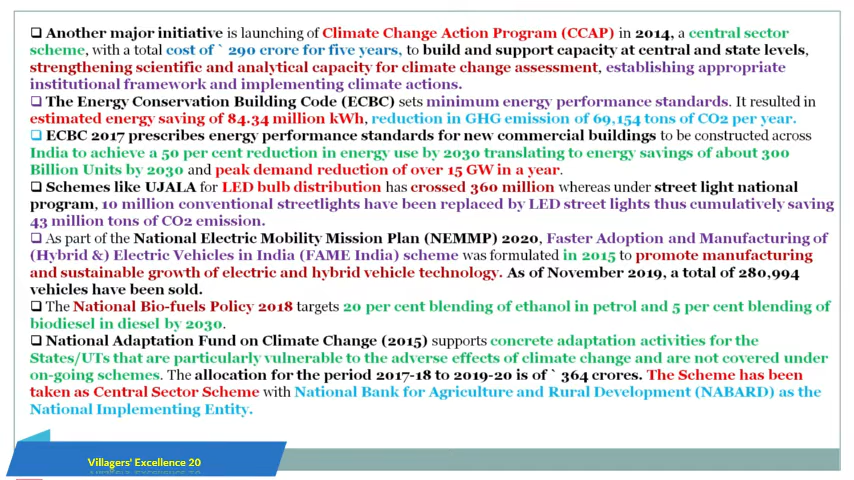 ❑ Another major initiative is launching of Climate Change Action Program (CCAP) in 2014, a central sector
scheme, with a total cost of ` 290 crore for five years, to build and support capacity at central and state levels,
strengthening scientific and analytical capacity for climate change assessment, establishing appropriate
institutional framework and implementing climate actions.
❑ The Energy Conservation Building Code (ECBC) sets minimum energy performance standards. It resulted in
estimated energy saving of 84.34 million kWh, reduction in GHG emission of 69,154 tons of CO2 per year.
❑ ECBC 2017 prescribes energy performance standards for new commercial buildings to be constructed across
India to achieve a 50 per cent reduction in energy use by 2030 translating to energy savings of about 300
Billion Units by 2030 and peak demand reduction of over 15 GW in a year.
❑ Schemes like UJALA for LED bulb distribution has crossed 360 million whereas under street light national
program, 10 million conventional streetlights have been replaced by LED street lights thus cumulatively saving
43 million tons of CO2 emission.
❑ As part of the National Electric Mobility Mission Plan (NEMMP) 2020, Faster Adoption and Manufacturing of
(Hybrid &) Electric Vehicles in India (FAME India) scheme was formulated in 2015 to promote manufacturing
and sustainable growth of electric and hybrid vehicle technology. As of November 2019, a total of 280,994
vehicles have been sold.
❑ The National Bio-fuels Policy 2018 targets 20 per cent blending of ethanol in petrol and 5 per cent blending of
biodiesel in diesel by 2030.
❑ National Adaptation Fund on Climate Change (2015) supports concrete adaptation activities for the
States/UTs that are particularly vulnerable to the adverse effects of climate change and are not covered under
on-going schemes. The allocation for the period 2017-18 to 2019-20 is of ` 364 crores. The Scheme has been
taken as Central Sector Scheme with National Bank for Agriculture and Rural Development (NABARD) as the
National Implementing Entity.
Villagers' Excellence 20